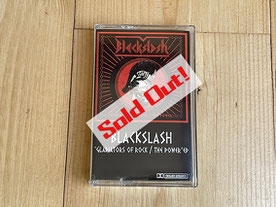 Blackslash
Sold Out!
BLACKSLASH
"GLADIATORS OF ROCK / THE POWER" EP